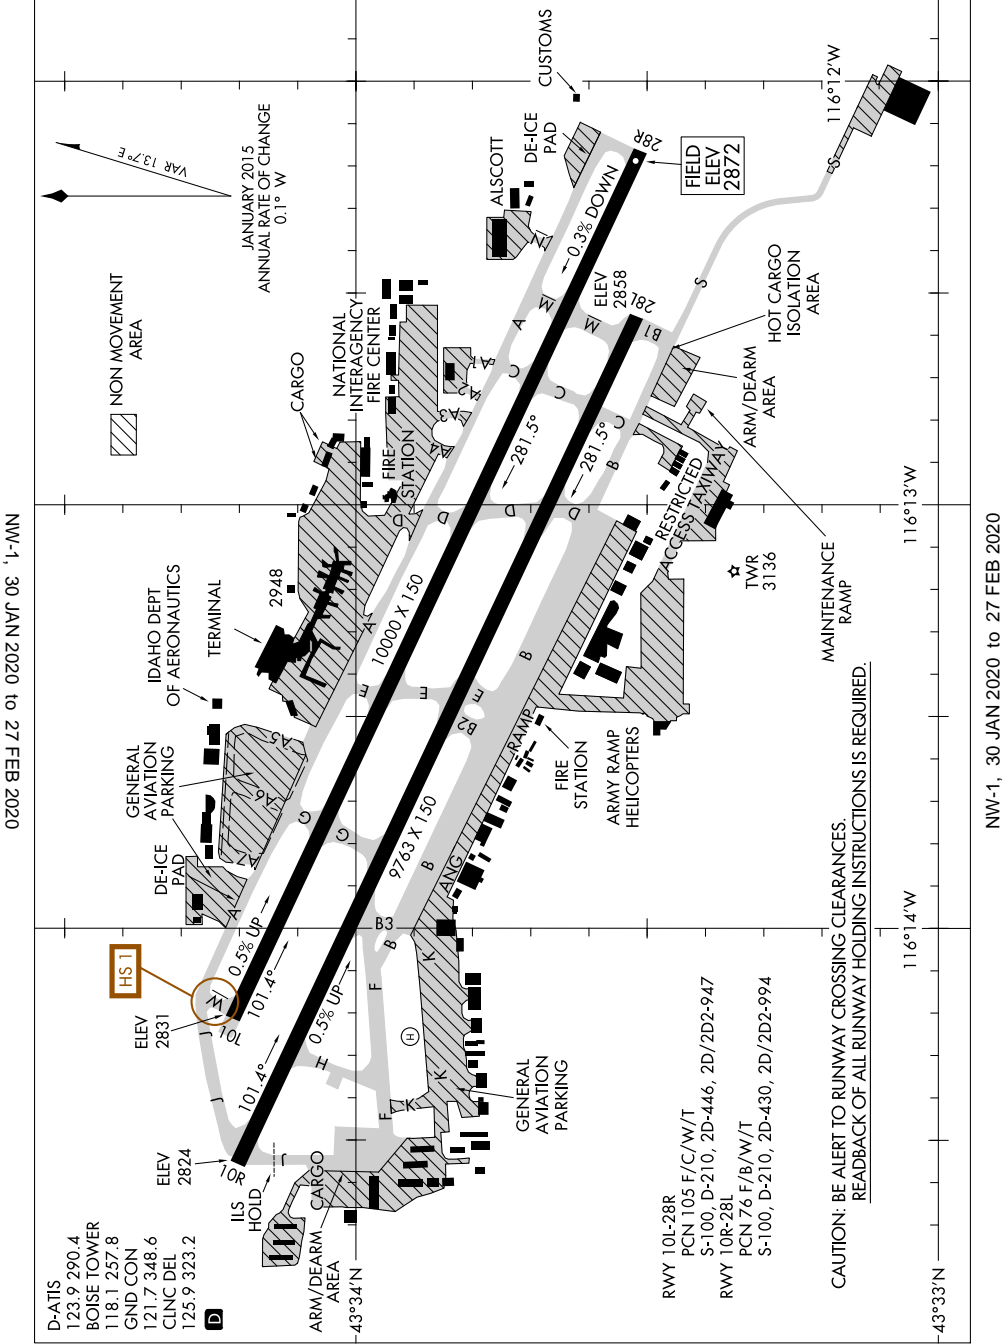 D-ATIS
123.9 290.4
BOISE TOWER
118.1 257.8
GND CON
121.7 348.6
CLNC DEL
125.9 323.2
D
JANUARY 2015
ANNUAL RATE OF CHANGE
0.1° W
VAR 13.7°E
NON MOVEMENT
AREA
HS 1
ELEV
2831
ELEV
2824
ILS
HOLD
ARM/DEARM
AREA
CARGO
DE-ICE
PAD
GENERAL
AVIATION
PARKING
IDAHO DEPT
OF AERONAUTICS
TERMINAL
2948
CARGO
NATIONAL
INTERAGENCY
FIRE CENTER
FIRE
STATION
ALSCOTT
DE-ICE
PAD
CUSTOMS
28R
FIELD
ELEV
2872
0.3% DOWN
ELEV
2858
28L
281.5°
281.5°
10000 X 150
9763 X 150
0.5% UP
101.4°
10L
0.5% UP
101.4°
10R
J
J
J
W
A
A7
A6
A5
A
A4
A3
A2
A1
A
N
M
M
C
C
C
D
D
D
D
E
E
E
G
G
H
F
F
K
K
K
H
B3
B
B
B2
B
B
B1
S
S
S
HOT CARGO
ISOLATION
AREA
ARM/DEARM
AREA
RESTRICTED
ACCESS TAXIWAY
MAINTENANCE
RAMP
TWR
3136
FIRE
STATION
ARMY RAMP
HELICOPTERS
ANG
RAMP
GENERAL
AVIATION
PARKING
RWY 10L-28R
PCN 105 F/C/W/T
S-100, D-210, 2D-446, 2D/2D2-947
RWY 10R-28L
PCN 76 F/B/W/T
S-100, D-210, 2D-430, 2D/2D2-994
CAUTION: BE ALERT TO RUNWAY CROSSING CLEARANCES.
READBACK OF ALL RUNWAY HOLDING INSTRUCTIONS IS REQUIRED.
43°34'N
43°33'N
116°14'W
116°13'W
116°12'W
NW-1, 30 JAN 2020 to 27 FEB 2020
NW-1, 30 JAN 2020 to 27 FEB 2020